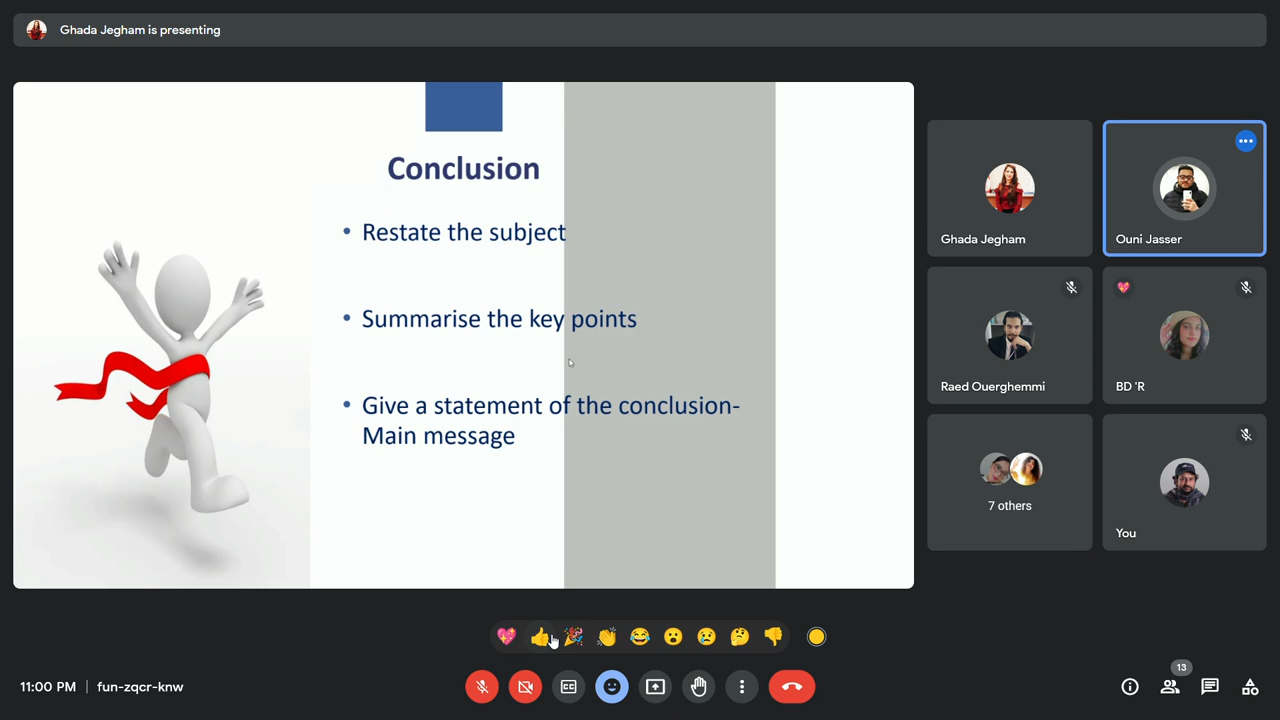 Ghada Jegham is presenting
Conclusion
• Restate the subject
• Summarise the key points
• Give a statement of the conclusion-
Main message
Ghada Jegham
Ouni Jasser
Raed Ouerghemmi
BD 'R
7 others
You
11:00 PM | fun-zqcr-knw
13